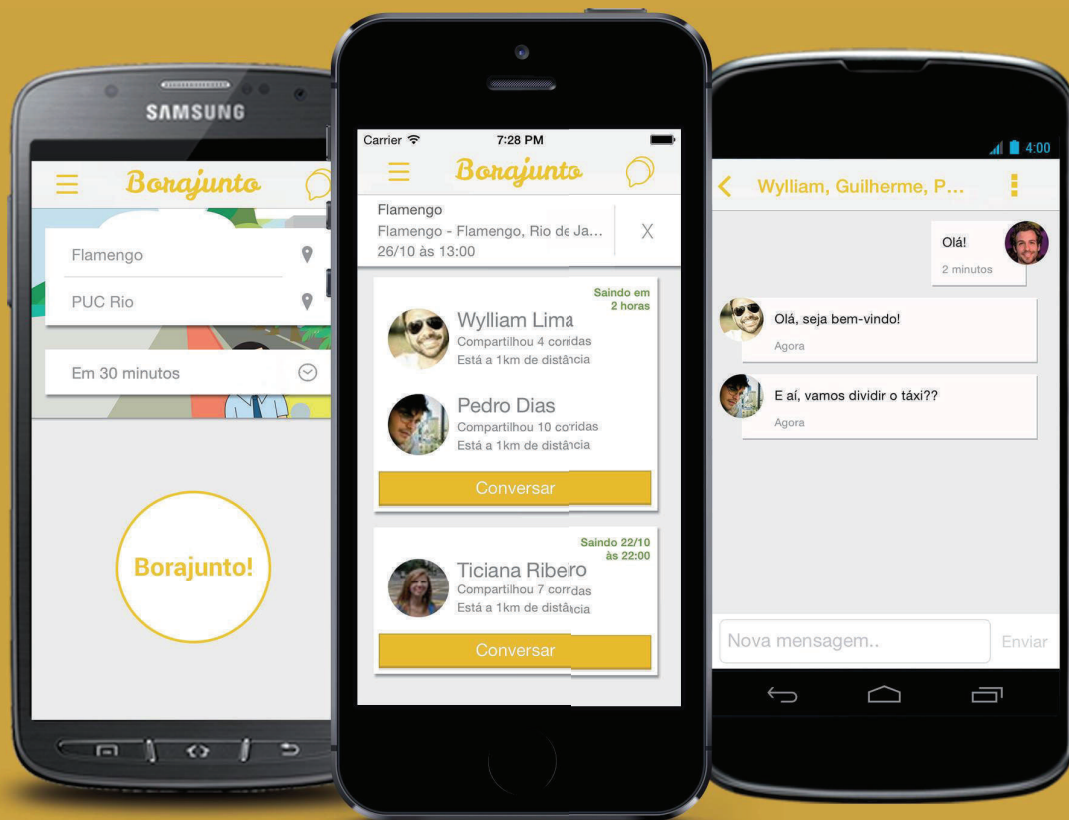 SAMSUNG
Borajunto
Flamengo
PUC Rio
Em 30 minutos
Borajunto!
Carrier
7:28 PM
Borajunto
Flamengo
Flamengo - Flamengo, Rio de Ja...
26/10 às 13:00
X
Saindo em
2 horas
Wylliam Lima
Compartilhou 4 corridas
Está a 1km de distância
Pedro Dias
Compartilhou 10 corridas
Está a 1km de distância
Conversar
Saindo 22/10
às 22:00
Ticiana Ribeiro
Compartilhou 7 corridas
Está a 1km de distância
Conversar
4:00
Wylliam, Guilherme, P...
Olá!
2 minutos
Olá, seja bem-vindo!
Agora
E aí, vamos dividir o táxi??
Agora
Nova mensagem..
Enviar